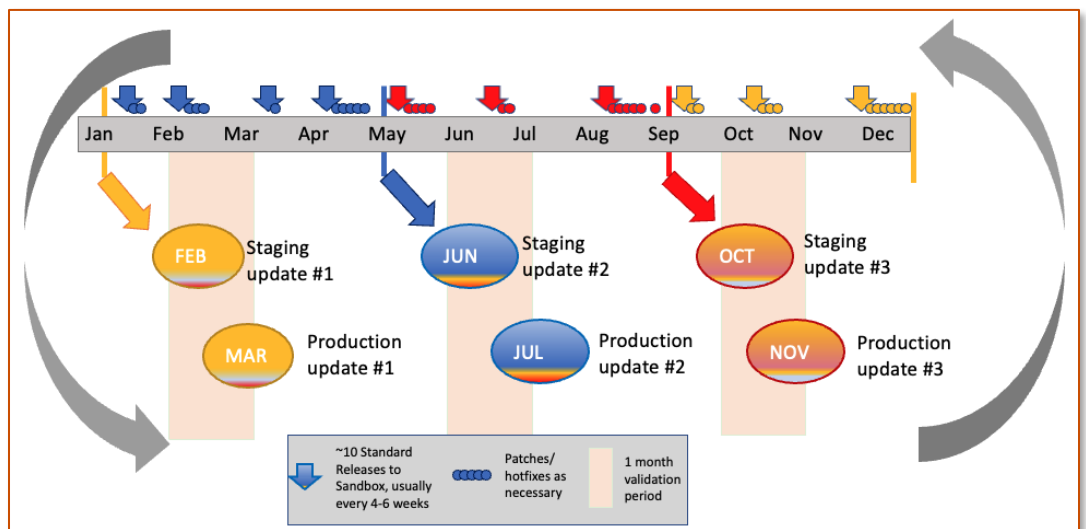 Jan Feb Mar Apr May Jun Jul Aug Sep Oct Nov Dec
FEB
Staging
update #1
JUN
Staging
update #2
OCT
Staging
update #3
MAR
Production
update #1
JUL
Production
update #2
NOV
Production
update #3
~10 Standard
Releases to
Sandbox, usually
every 4-6 weeks
Patches/
hotfixes as
necessary
1 month
validation
period